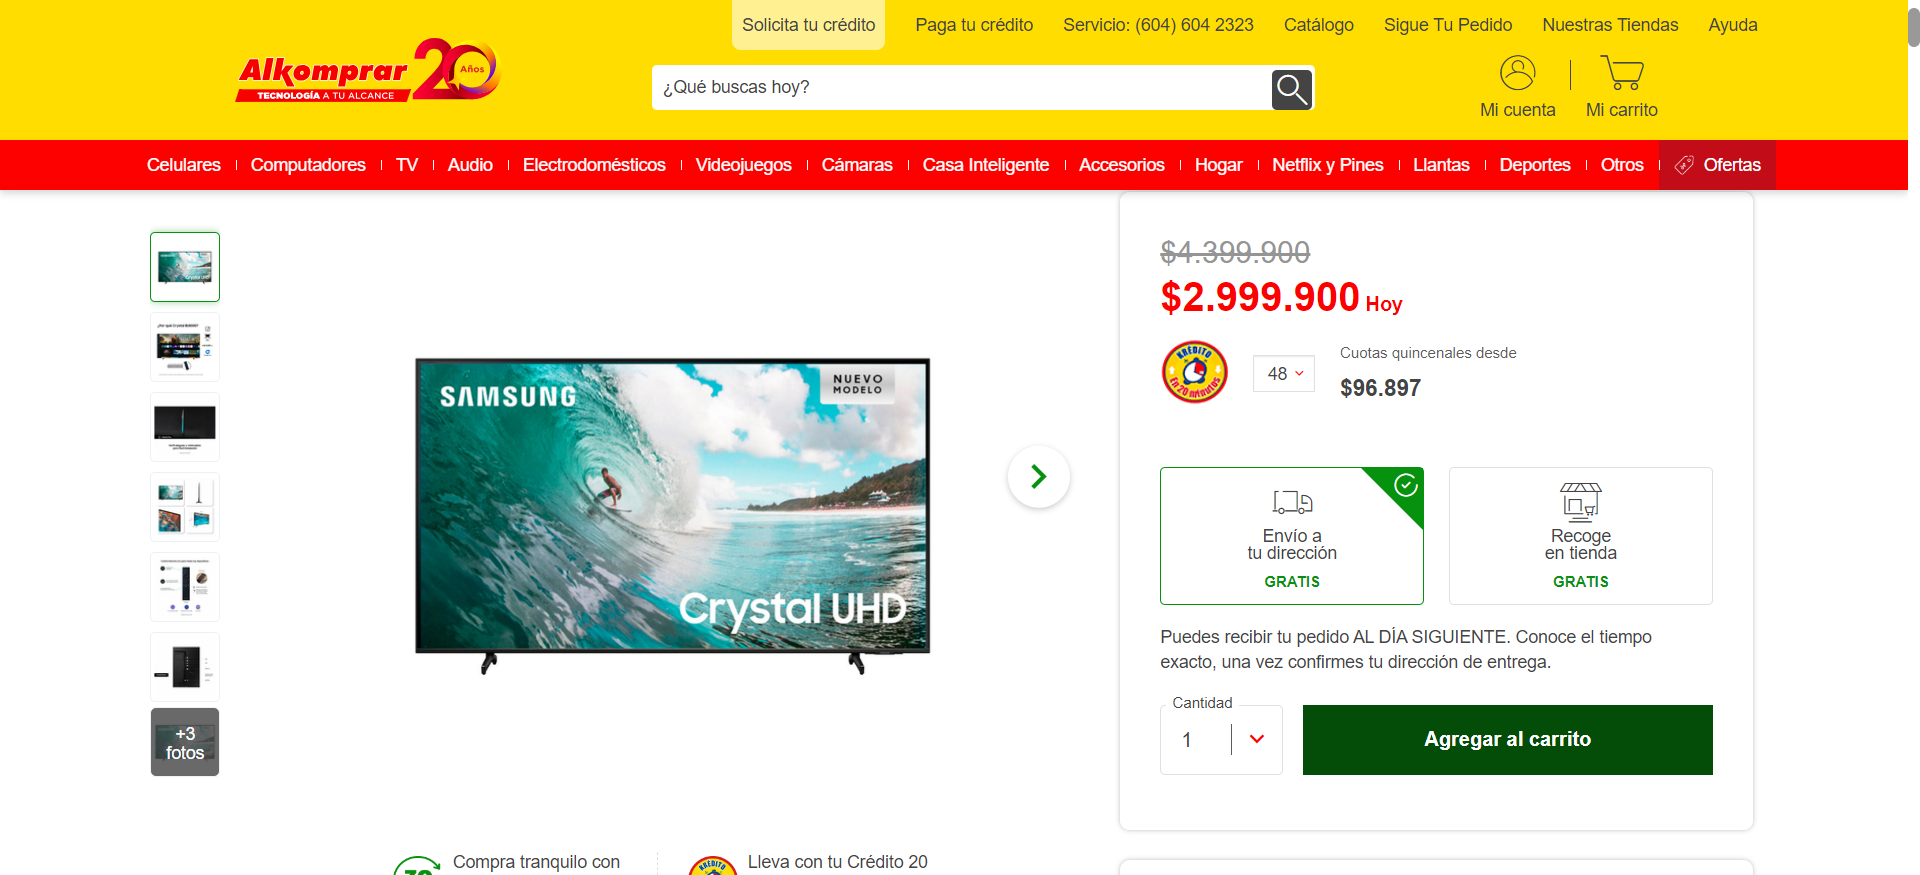 Solicita tu crédito
Paga tu crédito
Servicio: (604) 604 2323
Catálogo
Sigue Tu Pedido
Nuestras Tiendas
Ayuda
Alkomprar
TECNOLOGÍA A TU ALCANCE
20 Años
¿Qué buscas hoy?
Mi cuenta
Mi carrito
Celulares
Computadores
TV
Audio
Electrodomésticos
Videojuegos
Cámaras
Casa Inteligente
Accesorios
Hogar
Netflix y Pines
Llantas
Deportes
Otros
Ofertas
+3
fotos
SAMSUNG
NUEVO
MODELO
Crystal UHD
$4.399.900
$2.999.900 Hoy
KRÉDITO
En 20 MINUTOS
48
Cuotas quincenales desde
$96.897
Envío a
tu dirección
GRATIS
Recoge
en tienda
GRATIS
Puedes recibir tu pedido AL DÍA SIGUIENTE. Conoce el tiempo
exacto, una vez confirmes tu dirección de entrega.
Cantidad
1
Agregar al carrito
Compra tranquilo con
KRÉDITO
Lleva con tu Crédito 20